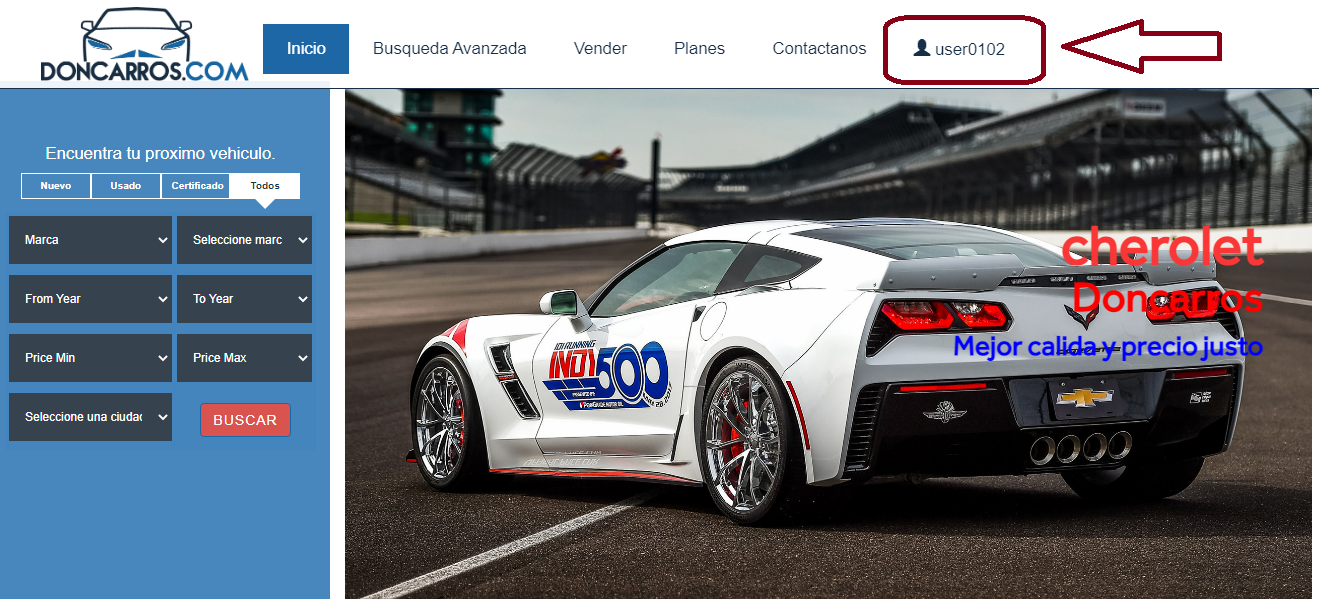 DONCARROS.COM
Inicio
Busqueda Avanzada
Vender
Planes
Contactanos
user0102
Encuentra tu proximo vehiculo.
Nuevo
Usado
Certificado
Todos
Marca
Seleccione marc
From Year
To Year
Price Min
Price Max
Seleccione una ciudad
BUSCAR
cherolet
Doncarros
Mejor calida y precio justo
101 RUNNING
INDY 500